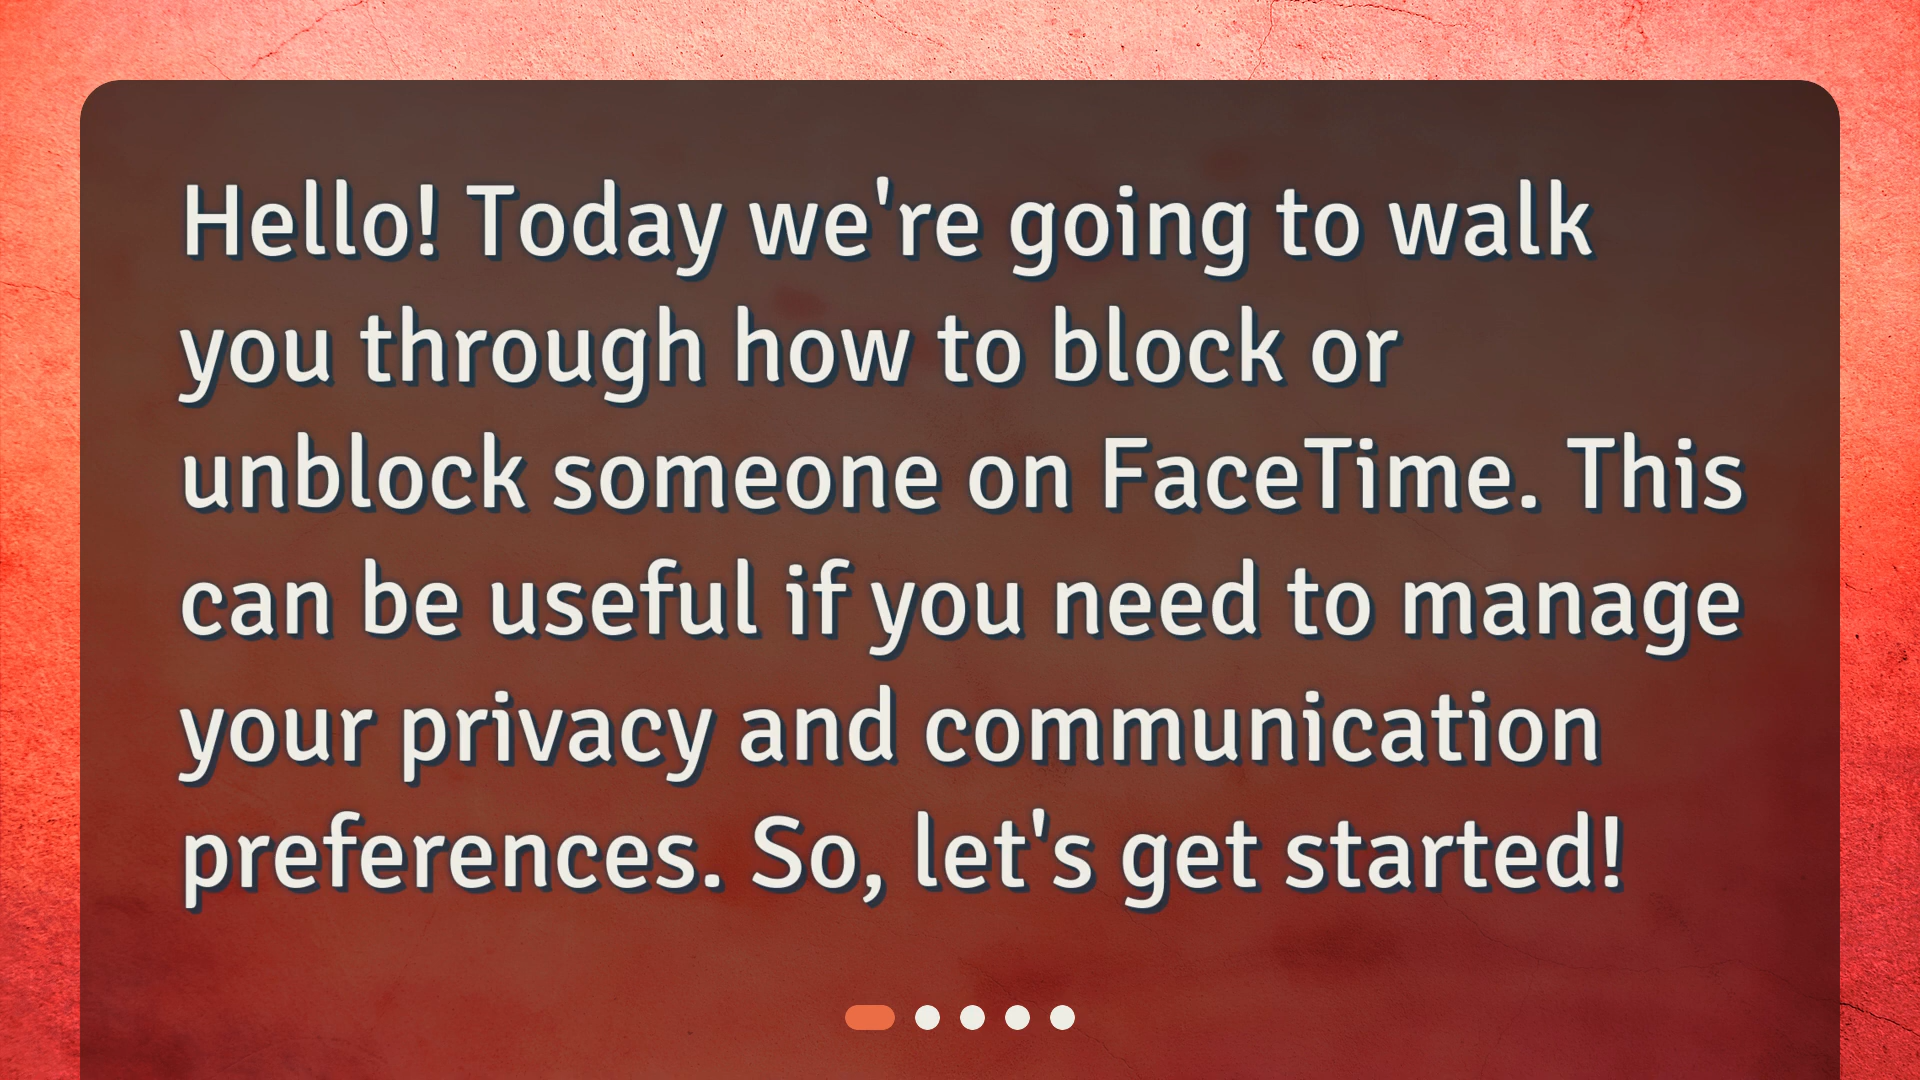 Hello! Today we're going to walk
you through how to block or
unblock someone on FaceTime. This
can be useful if you need to manage
your privacy and communication
preferences. So, let's get started!